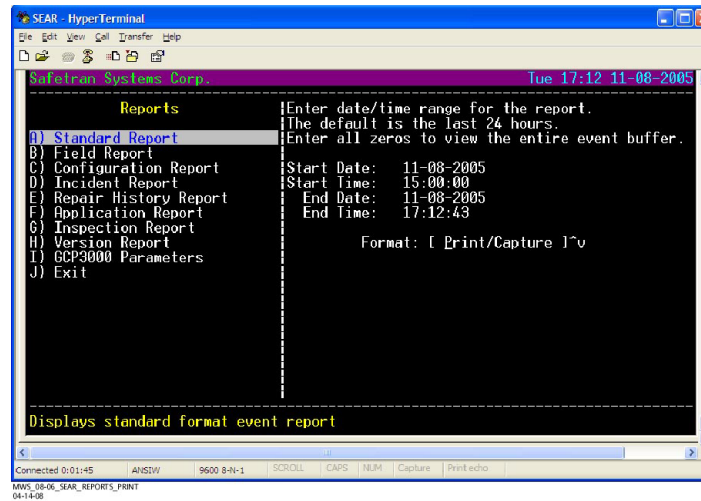 SEAR - HyperTerminal
File Edit View Call Transfer Help
Safetran Systems Corp. Tue 17:12 11-08-2005
Reports
A) Standard Report
B) Field Report
C) Configuration Report
D) Incident Report
E) Repair History Report
F) Application Report
G) Inspection Report
H) Version Report
I) GCP3000 Parameters
J) Exit
Enter date/time range for the report.
The default is the last 24 hours.
Enter all zeros to view the entire event buffer.
Start Date: 11-08-2005
Start Time: 15:00:00
End Date: 11-08-2005
End Time: 17:12:43
Format: [ Print/Capture ]^v
Displays standard format event report
Connected 0:01:45 ANSIW 9600 8-N-1 SCROLL CAPS NUM Capture Print echo
MWS_08-06_SEAR_REPORTS_PRINT
04-14-08